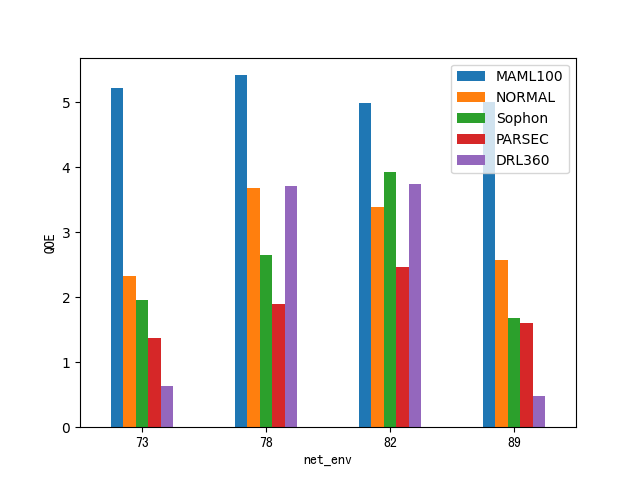 5
4
3
2
1
0
QOE
MAML100
NORMAL
Sophon
PARSEC
DRL360
73 78 82 89
net_env